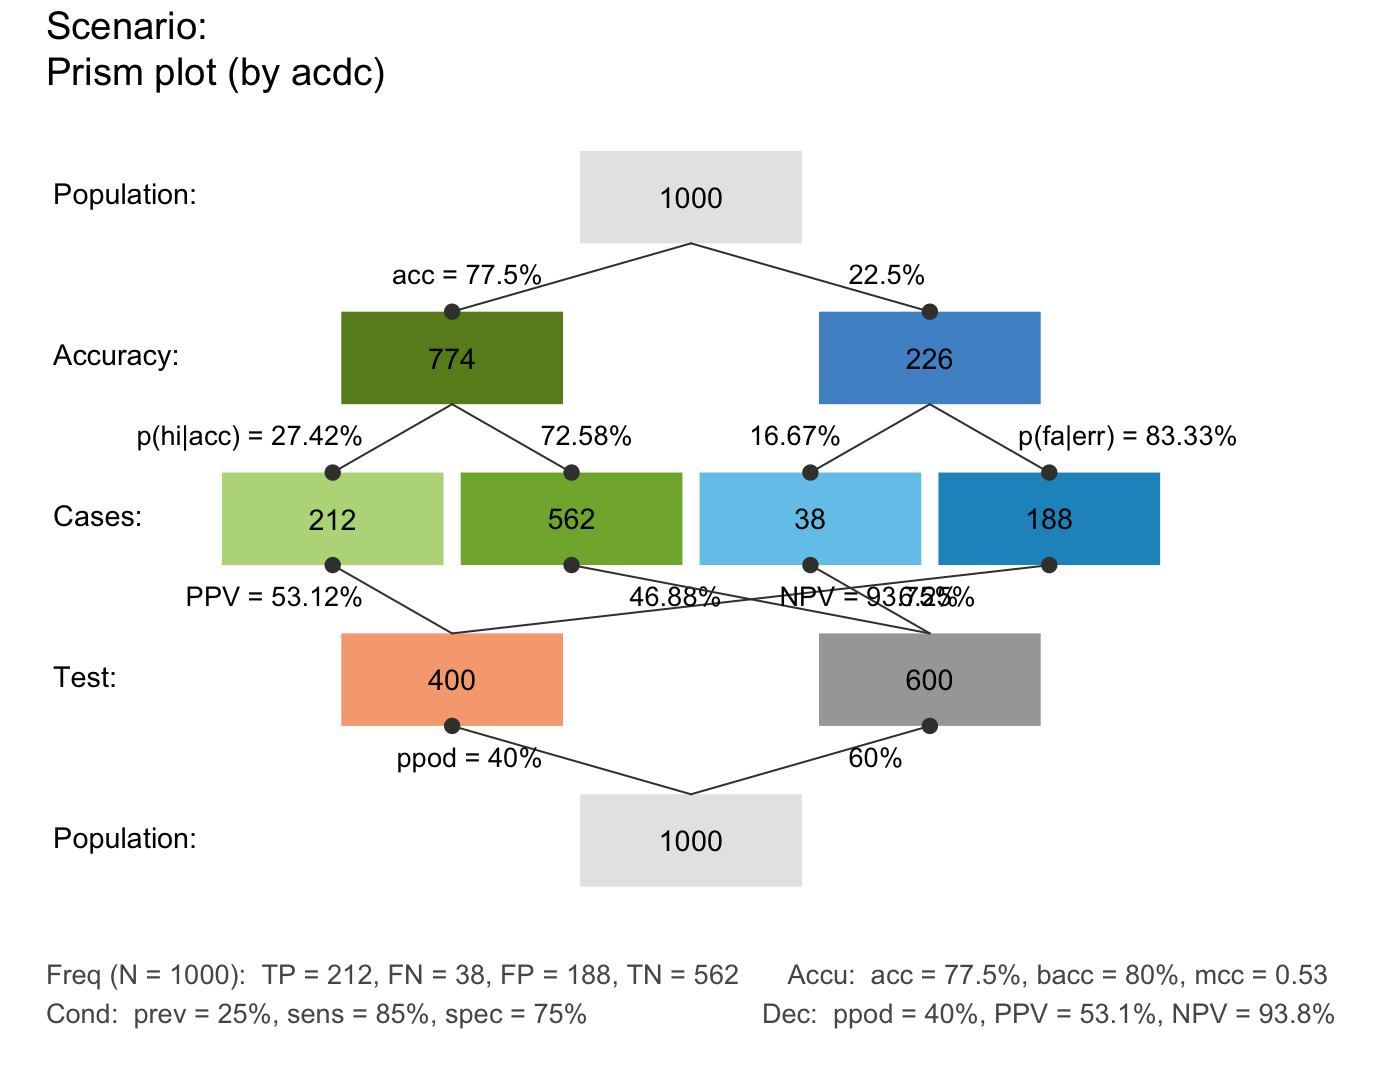 Scenario:
Prism plot (by acdc)
Population:
1000
acc = 77.5%
22.5%
Accuracy:
774
226
p(hi|acc) = 27.42%
72.58%
16.67%
p(fa|err) = 83.33%
Cases:
212
562
38
188
PPV = 53.12%
46.88%
NPV = 93.75%
6.25%
Test:
400
600
ppod = 40%
60%
Population:
1000
Freq (N = 1000):  TP = 212, FN = 38, FP = 188, TN = 562
Accu:  acc = 77.5%, bacc = 80%, mcc = 0.53
Cond:  prev = 25%, sens = 85%, spec = 75%
Dec:  ppod = 40%, PPV = 53.1%, NPV = 93.8%